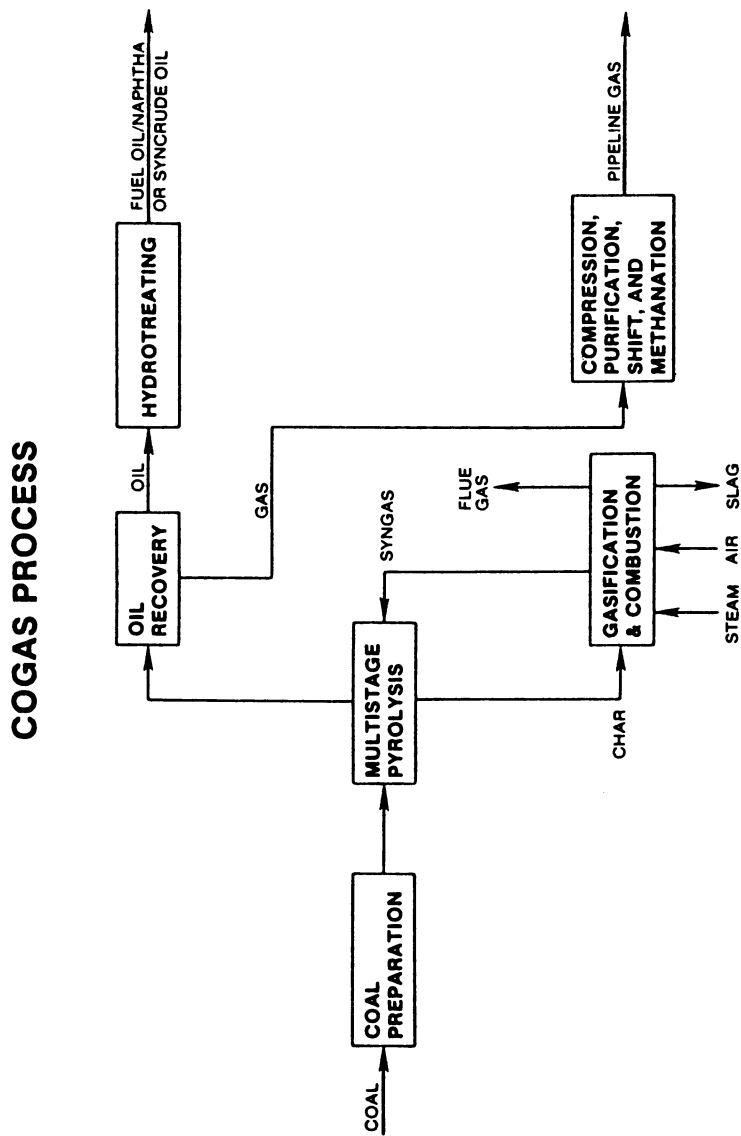 COGAS PROCESS
COAL
COAL
PREPARATION
MULTISTAGE
PYROLYSIS
OIL
RECOVERY
OIL
HYDROTREATING
FUEL OIL/NAPHTHA
OR SYNCRUDE OIL
GAS
SYNGAS
CHAR
GASIFICATION
& COMBUSTION
FLUE
GAS
STEAM
AIR
SLAG
COMPRESSION,
PURIFICATION,
SHIFT, AND
METHANATION
PIPELINE GAS